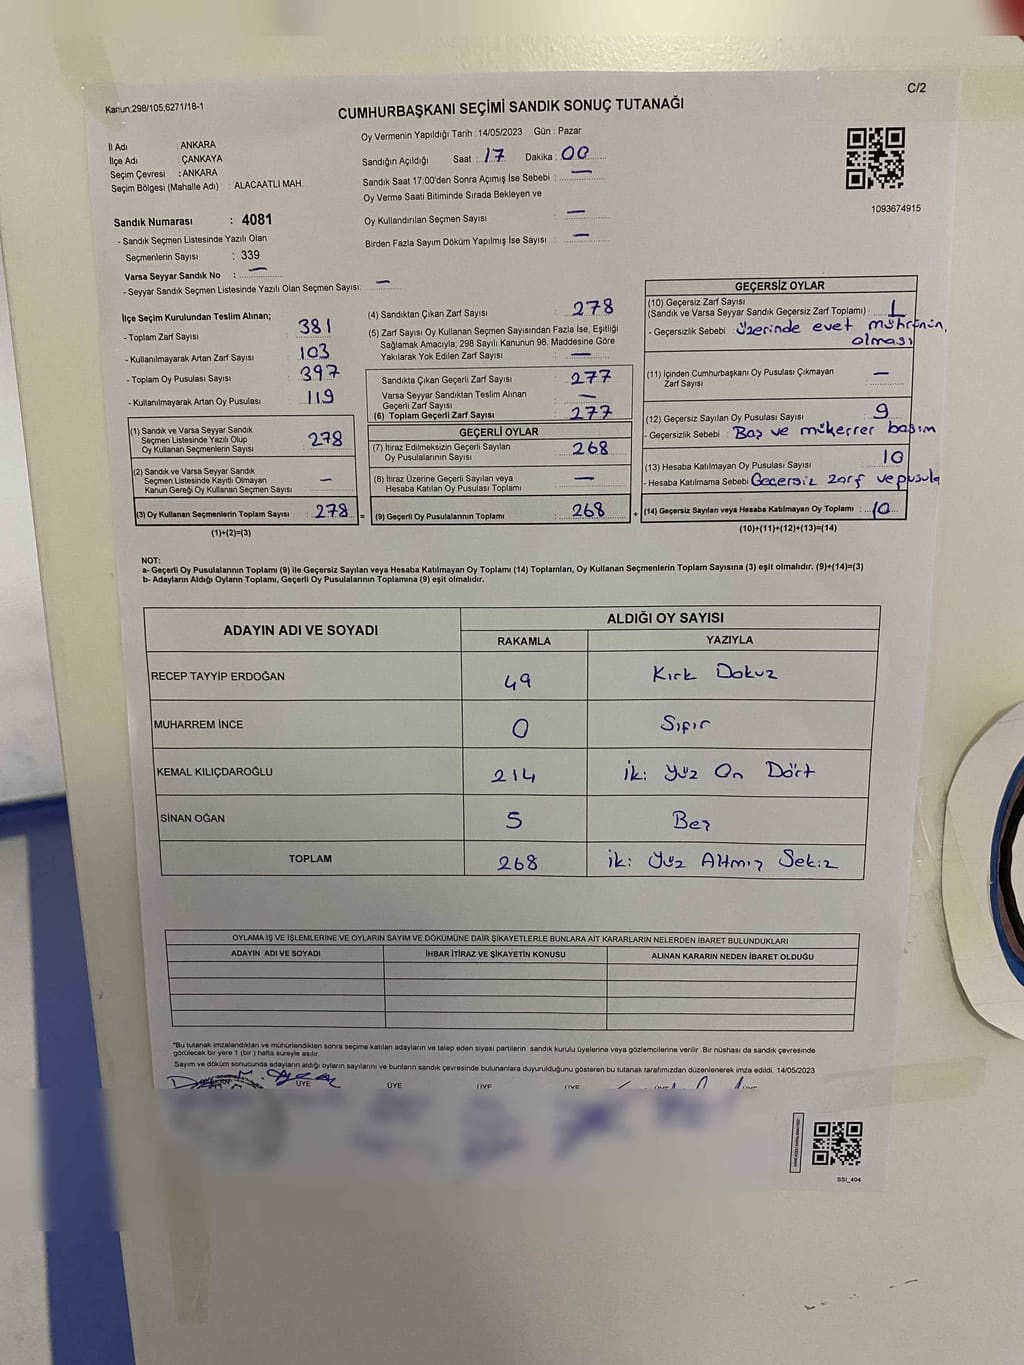 Kanun:298/105;6271/18-1
C/2
CUMHURBAŞKANI SEÇİMİ SANDIK SONUÇ TUTANAĞI
İl Adı : ANKARA
İlçe Adı : ÇANKAYA
Seçim Çevresi : ANKARA
Seçim Bölgesi (Mahalle Adı) : ALACAATLI MAH.
Sandık Numarası : 4081
- Sandık Seçmen Listesinde Yazılı Olan
Seçmenlerin Sayısı : 339
Varsa Seyyar Sandık No : —
- Seyyar Sandık Seçmen Listesinde Yazılı Olan Seçmen Sayısı: —
Oy Vermenin Yapıldığı Tarih : 14/05/2023 Gün : Pazar
Sandığın Açıldığı Saat : 17 Dakika : 00
Sandık Saat 17:00'den Sonra Açımış İse Sebebi : —
Oy Verme Saati Bitiminde Sırada Bekleyen ve
Oy Kullandırılan Seçmen Sayısı : —
Birden Fazla Sayım Döküm Yapılmış İse Sayısı : —
1093674915
İlçe Seçim Kurulundan Teslim Alınan;
- Toplam Zarf Sayısı : 381
- Kullanılmayarak Artan Zarf Sayısı : 103
- Toplam Oy Pusulası Sayısı : 397
- Kullanılmayarak Artan Oy Pusulası : 119
(1) Sandık ve Varsa Seyyar Sandık
Seçmen Listesinde Yazılı Olup
Oy Kullanan Seçmenlerin Sayısı : 278
(2) Sandık ve Varsa Seyyar Sandık
Seçmen Listesinde Kayıtlı Olmayan
Kanun Gereği Oy Kullanan Seçmen Sayısı : —
(3) Oy Kullanan Seçmenlerin Toplam Sayısı : 278 =
(1)+(2)=(3)
(4) Sandıktan Çıkan Zarf Sayısı : 278
(5) Zarf Sayısı Oy Kullanan Seçmen Sayısından Fazla İse, Eşitliği
Sağlamak Amacıyla; 298 Sayılı Kanunun 98. Maddesine Göre
Yakılarak Yok Edilen Zarf Sayısı : —
Sandıkta Çıkan Geçerli Zarf Sayısı : 277
Varsa Seyyar Sandıktan Teslim Alınan
Geçerli Zarf Sayısı : —
(6) Toplam Geçerli Zarf Sayısı : 277
GEÇERLİ OYLAR
(7) İtiraz Edilmeksizin Geçerli Sayılan
Oy Pusulalarının Sayısı : 268
(8) İtiraz Üzerine Geçerli Sayılan veya
Hesaba Katılan Oy Pusulası Toplamı : —
(9) Geçerli Oy Pusulalarının Toplamı : 268 +
GEÇERSİZ OYLAR
(10) Geçersiz Zarf Sayısı
(Sandık ve Varsa Seyyar Sandık Geçersiz Zarf Toplamı) : 1
- Geçersizlik Sebebi : üzerinde evet mührünün
olması
(11) İçinden Cumhurbaşkanı Oy Pusulası Çıkmayan
Zarf Sayısı : —
(12) Geçersiz Sayılan Oy Pusulası Sayısı : 9
- Geçersizlik Sebebi : Boş ve mükerrer basım
(13) Hesaba Katılmayan Oy Pusulası Sayısı : 10
- Hesaba Katılmama Sebebi : Geçersiz zarf ve pusula
(14) Geçersiz Sayılan veya Hesaba Katılmayan Oy Toplamı : 10
(10)+(11)+(12)+(13)=(14)
NOT:
a- Geçerli Oy Pusulalarının Toplamı (9) ile Geçersiz Sayılan veya Hesaba Katılmayan Oy Toplamı (14) Toplamları, Oy Kullanan Seçmenlerin Toplam Sayısına (3) eşit olmalıdır. (9)+(14)=(3)
b- Adayların Aldığı Oyların Toplamı, Geçerli Oy Pusulalarının Toplamına (9) eşit olmalıdır.
ADAYIN ADI VE SOYADI ALDIĞI OY SAYISI
RAKAMLA YAZIYLA
RECEP TAYYİP ERDOĞAN 49 Kırk Dokuz
MUHARREM İNCE 0 Sıfır
KEMAL KILIÇDAROĞLU 214 iki yüz On Dört
SİNAN OĞAN 5 Beş
TOPLAM 268 iki yüz Altmış Sekiz
OYLAMA İŞ VE İŞLEMLERİNE VE OYLARIN SAYIM VE DÖKÜMÜNE DAİR ŞİKAYETLERLE BUNLARA AİT KARARLARIN NELERDEN İBARET BULUNDUKLARI
ADAYIN ADI VE SOYADI İHBAR İTİRAZ VE ŞİKAYETİN KONUSU ALINAN KARARIN NEDEN İBARET OLDUĞU
*Bu tutanak imzalandıktan ve mühürlendikten sonra seçime katılan adayların ve talep eden siyasi partilerin sandık kurulu üyelerine veya gözlemcilerine verilir. Bir nüshası da sandık çevresinde
görülecek bir yere 1 (bir) hafta süreyle asılır.
Sayım ve döküm sonucunda adayların aldığı oyların sayılarını ve bunların sandık çevresinde bulunanlara duyurulduğunu gösteren bu tutanak tarafımızdan düzenlenerek imza edildi. 14/05/2023
ÜYE ÜYE ÜYE ÜYE
SSI_404